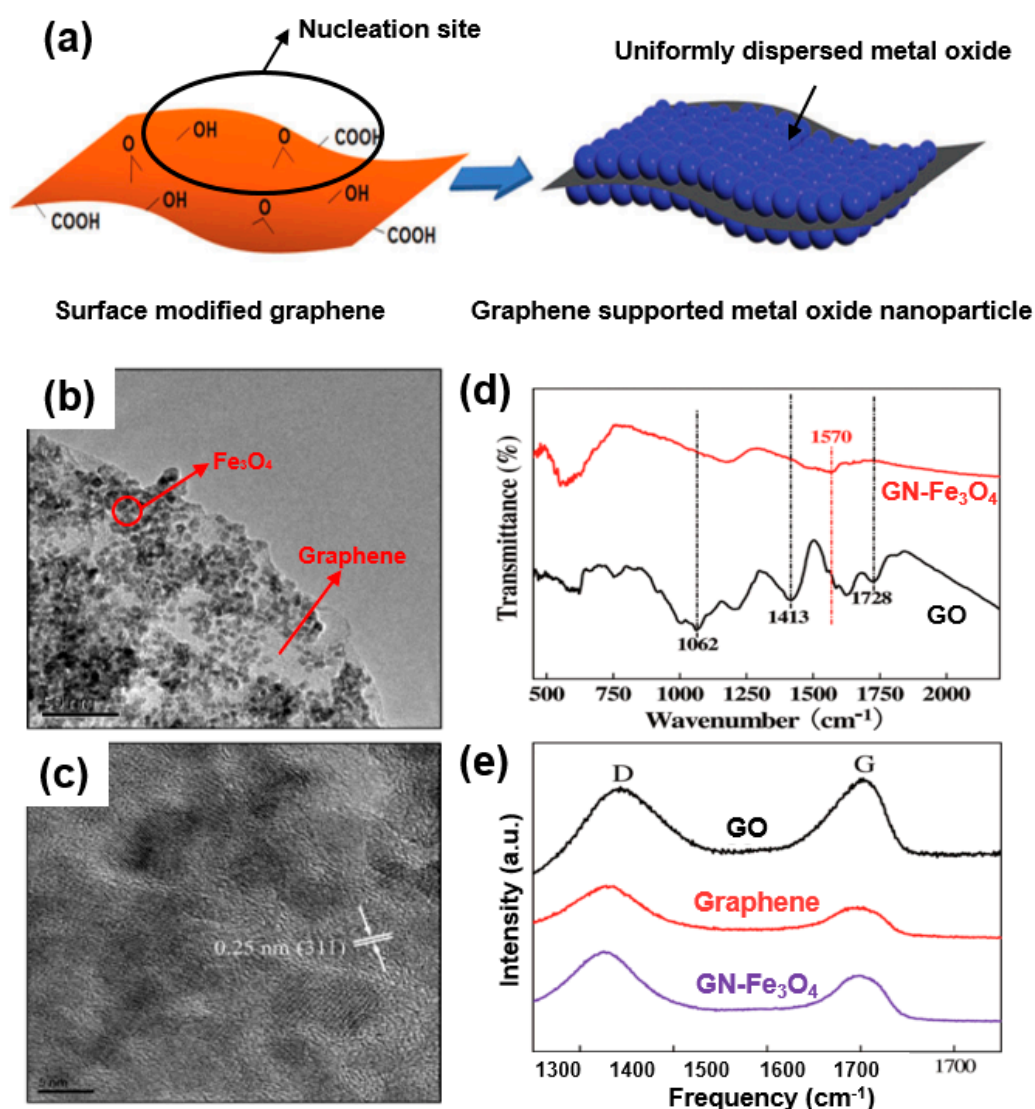 (a)
Nucleation site
Uniformly dispersed metal oxide
O
OH
O
COOH
COOH
OH
O
OH
COOH
Surface modified graphene
Graphene supported metal oxide nanoparticle
(b)
Fe₃O₄
Graphene
(c)
0.25 nm (311)
5 nm
(d)
Transmittance (%)
1570
GN-Fe₃O₄
1062
1413
1728
GO
500 750 1000 1250 1500 1750 2000
Wavenumber (cm⁻¹)
(e)
Intensity (a.u.)
D
G
GO
Graphene
GN-Fe₃O₄
1300 1400 1500 1600 1700 1700
Frequency (cm⁻¹)